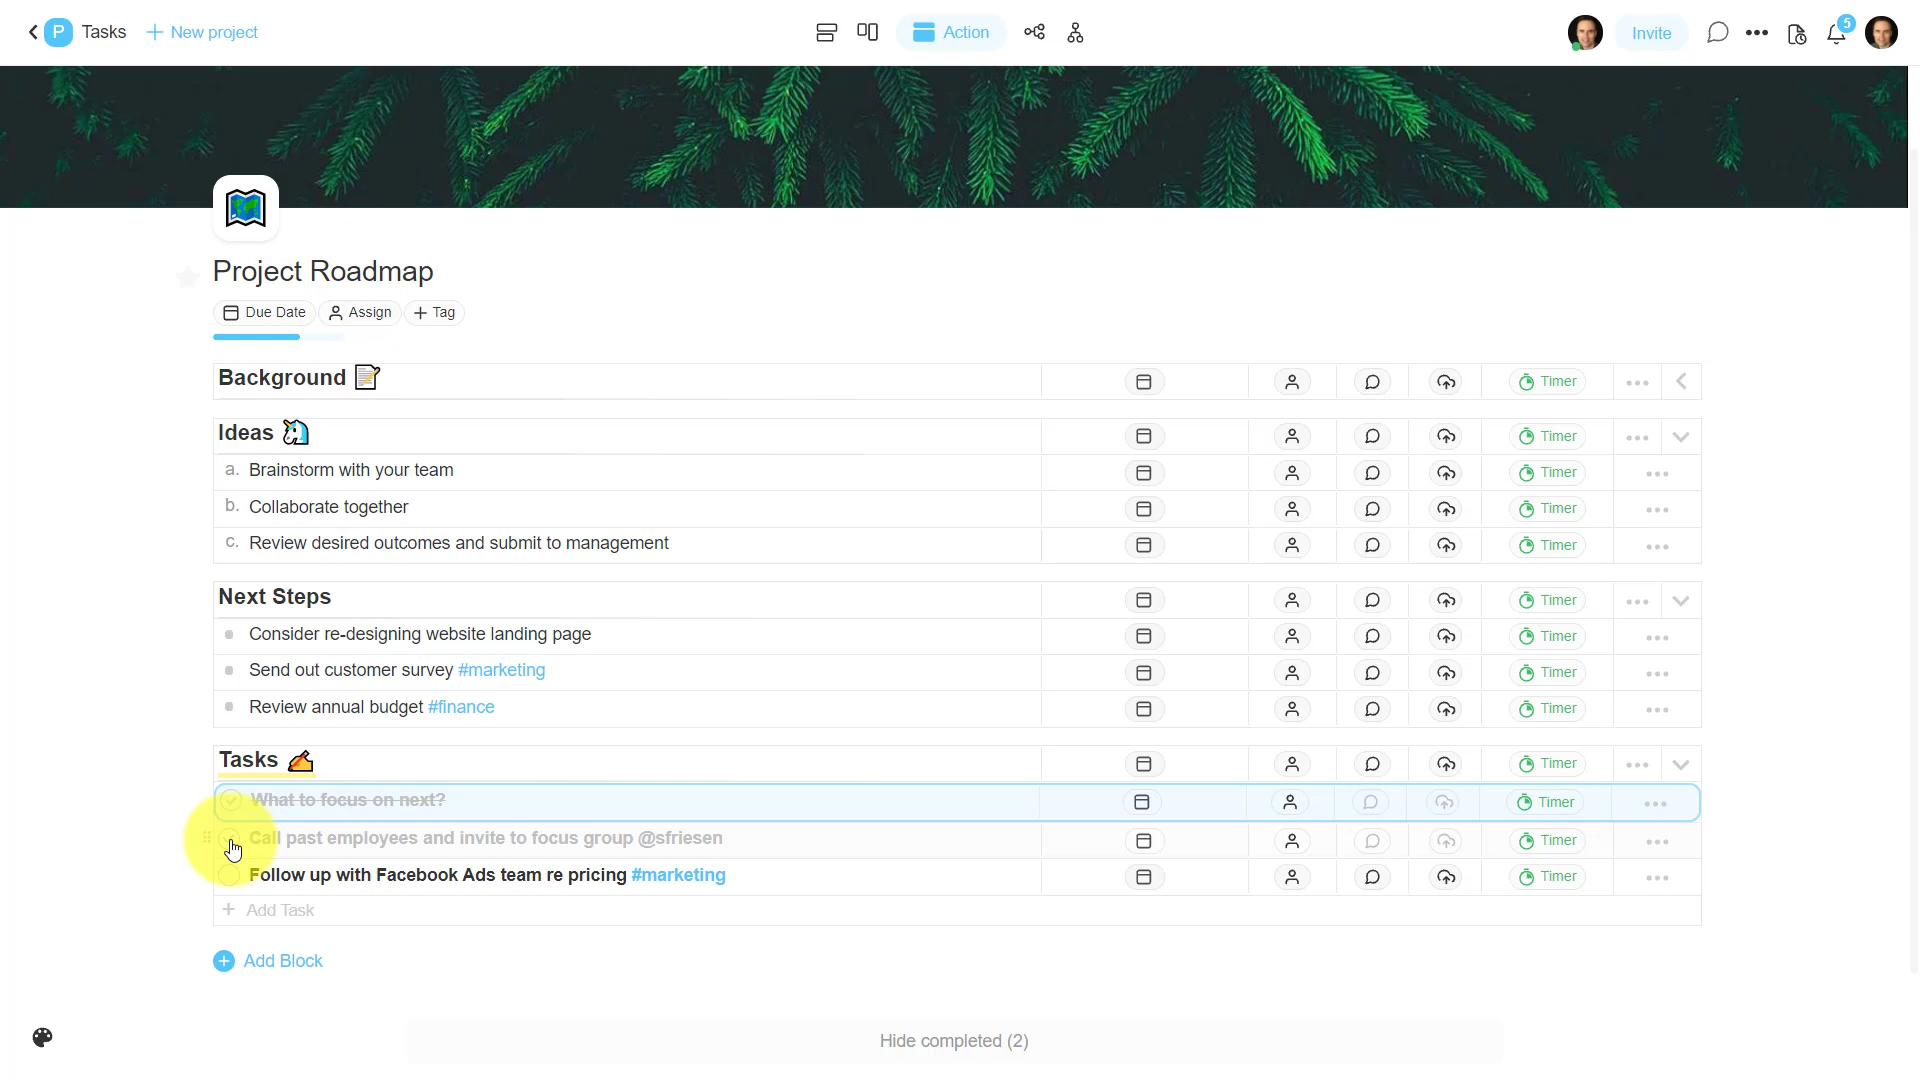 P Tasks + New project
Action
Invite
5
Project Roadmap
Due Date Assign + Tag
Background
Timer
Ideas
Timer
a. Brainstorm with your team
Timer
b. Collaborate together
Timer
c. Review desired outcomes and submit to management
Timer
Next Steps
Timer
Consider re-designing website landing page
Timer
Send out customer survey #marketing
Timer
Review annual budget #finance
Timer
Tasks
Timer
What to focus on next?
Timer
Call past employees and invite to focus group @sfriesen
Timer
Follow up with Facebook Ads team re pricing #marketing
Timer
+ Add Task
Add Block
Hide completed (2)